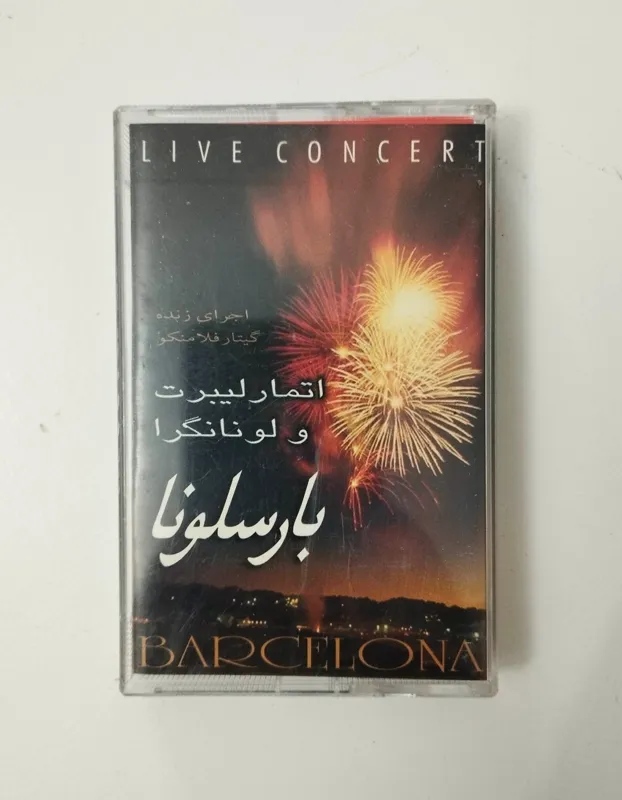 LIVE CONCERT
اجرای زنده
گیتار فلامنکو
اتمار لیبرت
و لونانگرا
بارسلونا
BARCELONA